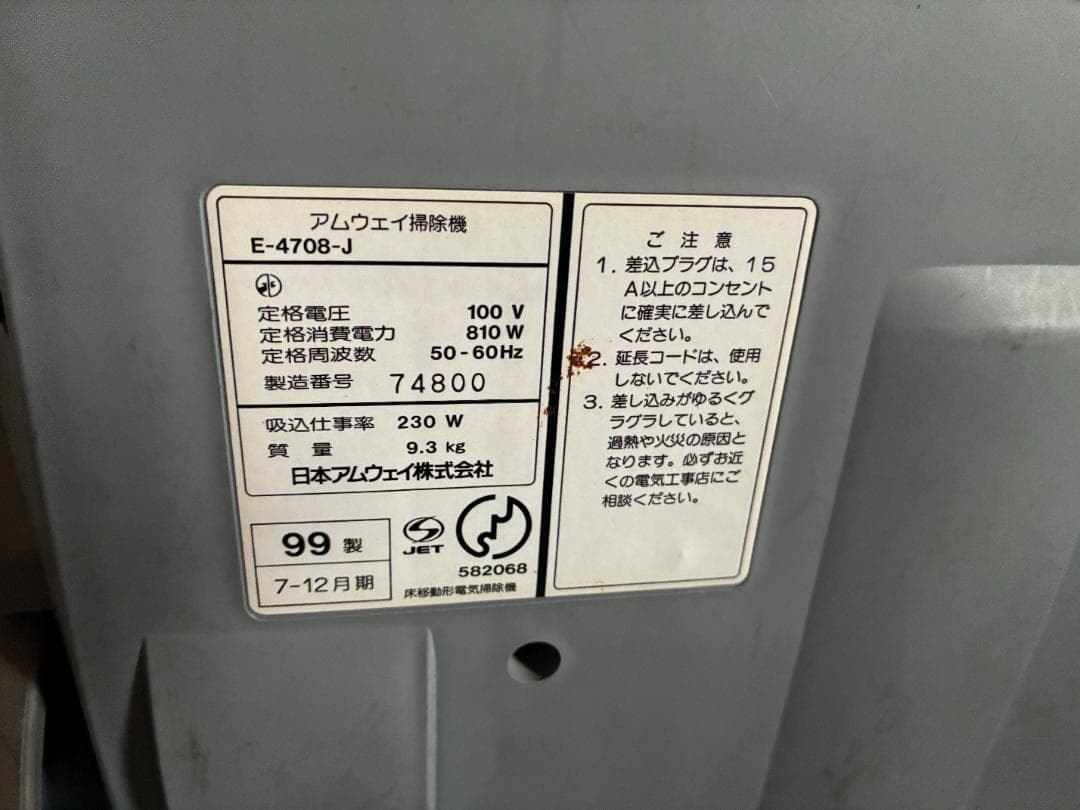 アムウェイ掃除機
E-4708-J
定格電圧 100 V
定格消費電力 810 W
定格周波数 50-60Hz
製造番号 74800
吸込仕事率 230 W
質量 9.3 kg
日本アムウェイ株式会社
99 製
7-12月期
JET
582068
床移動形電気掃除機
ご注意
1. 差込プラグは、15
A以上のコンセント
に確実に差し込んで
ください。
2. 延長コードは、使用
しないでください。
3. 差し込みがゆるくグ
ラグラしていると、
過熱や火災の原因と
なります。必ずお近
くの電気工事店にご
相談ください。